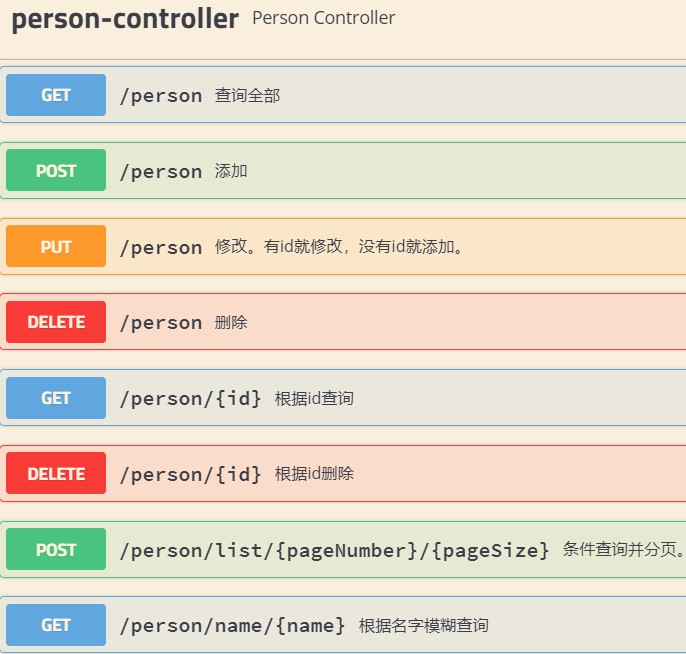 person-controller Person Controller
GET /person 查询全部
POST /person 添加
PUT /person 修改。有id就修改，没有id就添加。
DELETE /person 删除
GET /person/{id} 根据id查询
DELETE /person/{id} 根据id删除
POST /person/list/{pageNumber}/{pageSize} 条件查询并分页。
GET /person/name/{name} 根据名字模糊查询